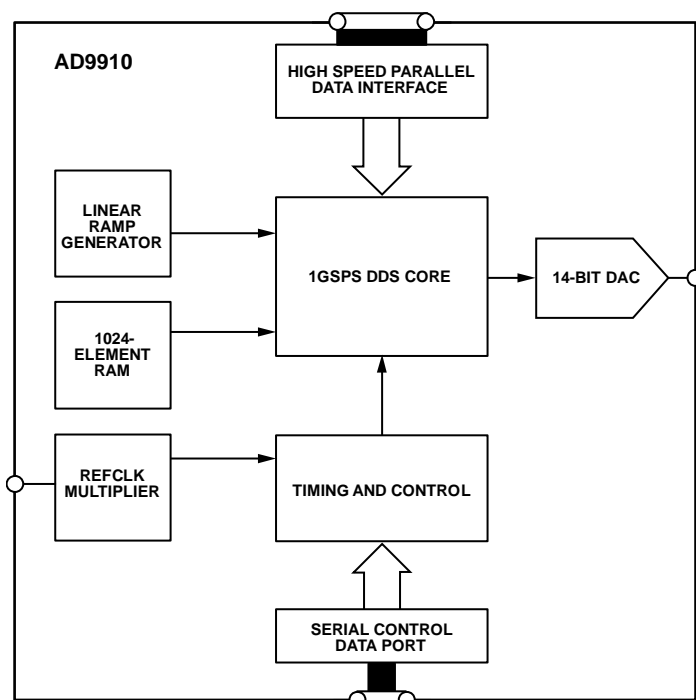 AD9910
HIGH SPEED PARALLEL
DATA INTERFACE
LINEAR
RAMP
GENERATOR
1GSPS DDS CORE
14-BIT DAC
1024-
ELEMENT
RAM
REFCLK
MULTIPLIER
TIMING AND CONTROL
SERIAL CONTROL
DATA PORT